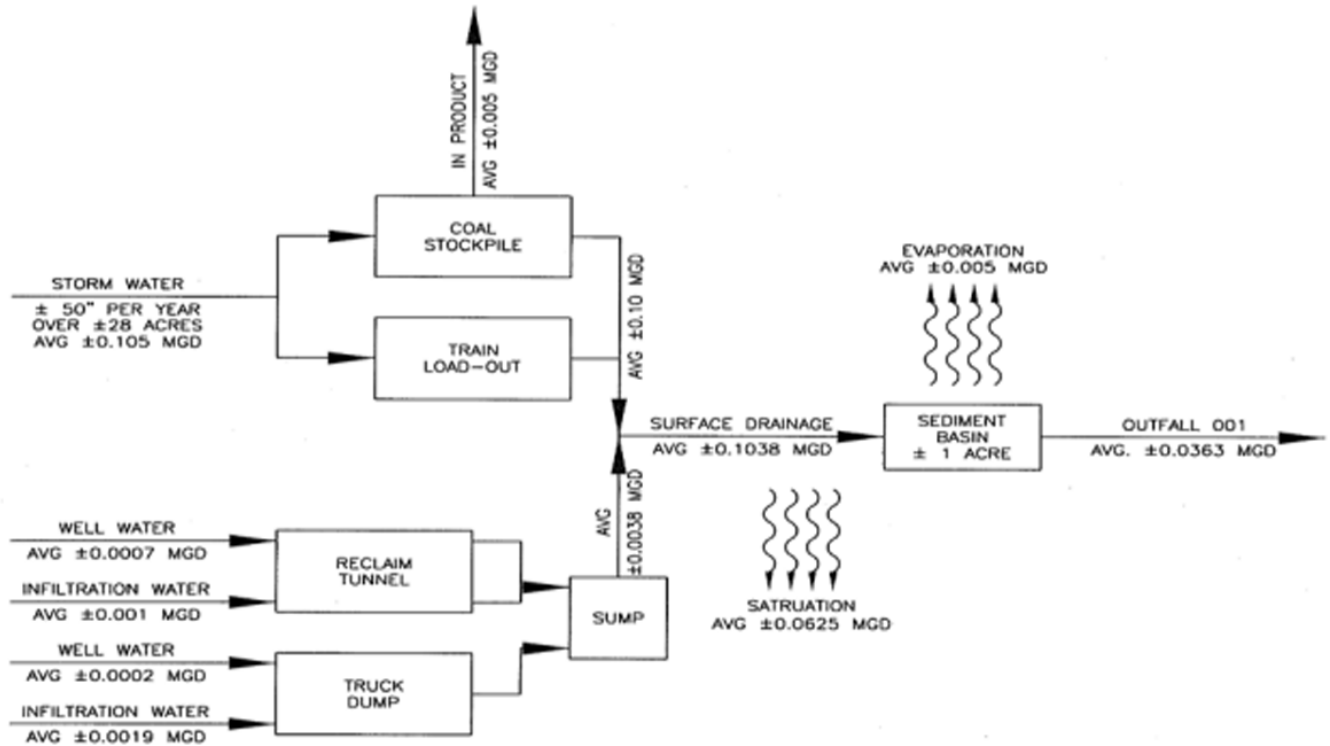 IN PRODUCT
AVG ±0.005 MGD
COAL
STOCKPILE
STORM WATER
± 50" PER YEAR
OVER ±28 ACRES
AVG ±0.105 MGD
TRAIN
LOAD-OUT
AVG ±0.10 MGD
EVAPORATION
AVG ±0.005 MGD
SURFACE DRAINAGE
AVG ±0.1038 MGD
SEDIMENT
BASIN
± 1 ACRE
OUTFALL 001
AVG. ±0.0363 MGD
SATRUATION
AVG ±0.0625 MGD
AVG
±0.0038 MGD
WELL WATER
AVG ±0.0007 MGD
INFILTRATION WATER
AVG ±0.001 MGD
RECLAIM
TUNNEL
SUMP
WELL WATER
AVG ±0.0002 MGD
INFILTRATION WATER
AVG ±0.0019 MGD
TRUCK
DUMP